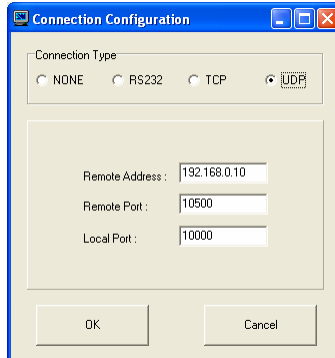 Connection Configuration
Connection Type
NONE RS232 TCP UDP
Remote Address : 192.168.0.10
Remote Port : 10500
Local Port : 10000
OK Cancel